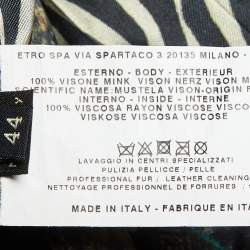 ETRO SPA VIA SPARTACO 3 20135 MILANO -
ESTERNO - BODY - EXTERIEUR
100% VISONE MINK VISON NERZ VISON M
SCIENTIFIC NAME: MUSTELA VISON-ORIGIN F
INTERNO - INSIDE - INTERNE
100% VISCOSA RAYON VISCOSE VISCOS
VISKOSE VISCOSA VISCOSE
44 Y
LAVAGGIO IN CENTRI SPECIALIZZATI
PULIZIA PELLICCE / PELLE
PROFESSIONAL FUR / LEATHER CLEANING
NETTOYAGE PROFESSIONNEL DE FORRURES /
MADE IN ITALY - FABRIQUE EN IT